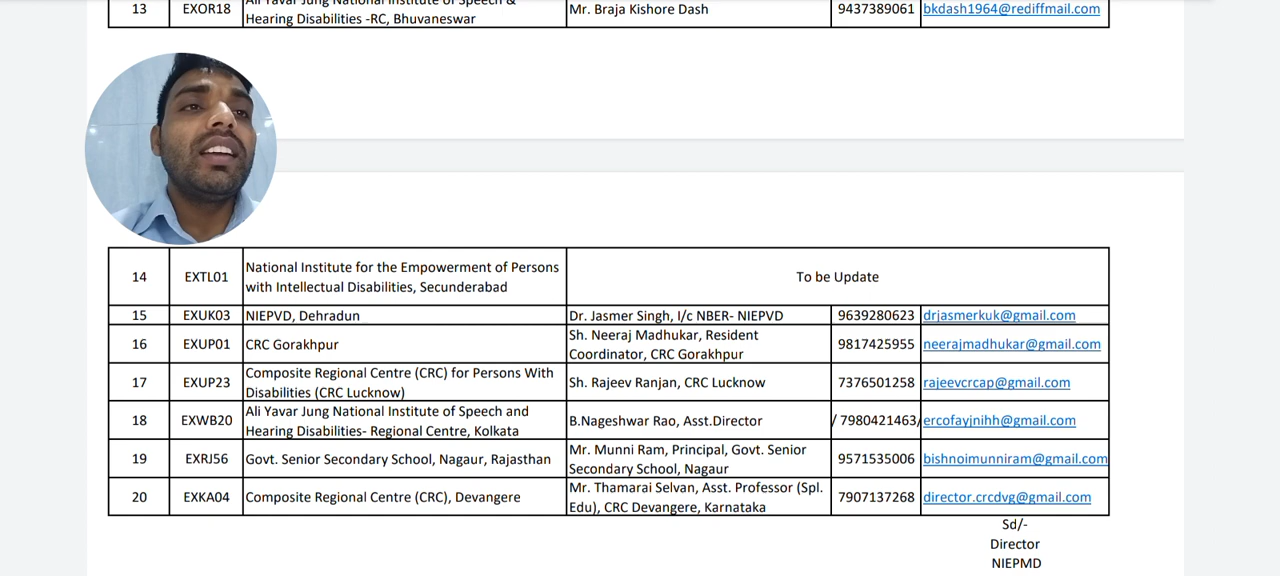 13 EXOR18 Ali Yavar Jung National Institute of Speech &
Hearing Disabilities -RC, Bhuvaneswar Mr. Braja Kishore Dash 9437389061 bkdash1964@rediffmail.com
14 EXTL01 National Institute for the Empowerment of Persons
with Intellectual Disabilities, Secunderabad To be Update
15 EXUK03 NIEPVD, Dehradun Dr. Jasmer Singh, I/c NBER- NIEPVD 9639280623 drjasmerkuk@gmail.com
16 EXUP01 CRC Gorakhpur Sh. Neeraj Madhukar, Resident
Coordinator, CRC Gorakhpur 9817425955 neerajmadhukar@gmail.com
17 EXUP23 Composite Regional Centre (CRC) for Persons With
Disabilities (CRC Lucknow) Sh. Rajeev Ranjan, CRC Lucknow 7376501258 rajeevcrcap@gmail.com
18 EXWB20 Ali Yavar Jung National Institute of Speech and
Hearing Disabilities- Regional Centre, Kolkata B.Nageshwar Rao, Asst.Director / 7980421463/ ercofayjnihh@gmail.com
19 EXRJ56 Govt. Senior Secondary School, Nagaur, Rajasthan Mr. Munni Ram, Principal, Govt. Senior
Secondary School, Nagaur 9571535006 bishnoimunniram@gmail.com
20 EXKA04 Composite Regional Centre (CRC), Devangere Mr. Thamarai Selvan, Asst. Professor (Spl.
Edu), CRC Devangere, Karnataka 7907137268 director.crcdvg@gmail.com
Sd/-
Director
NIEPMD